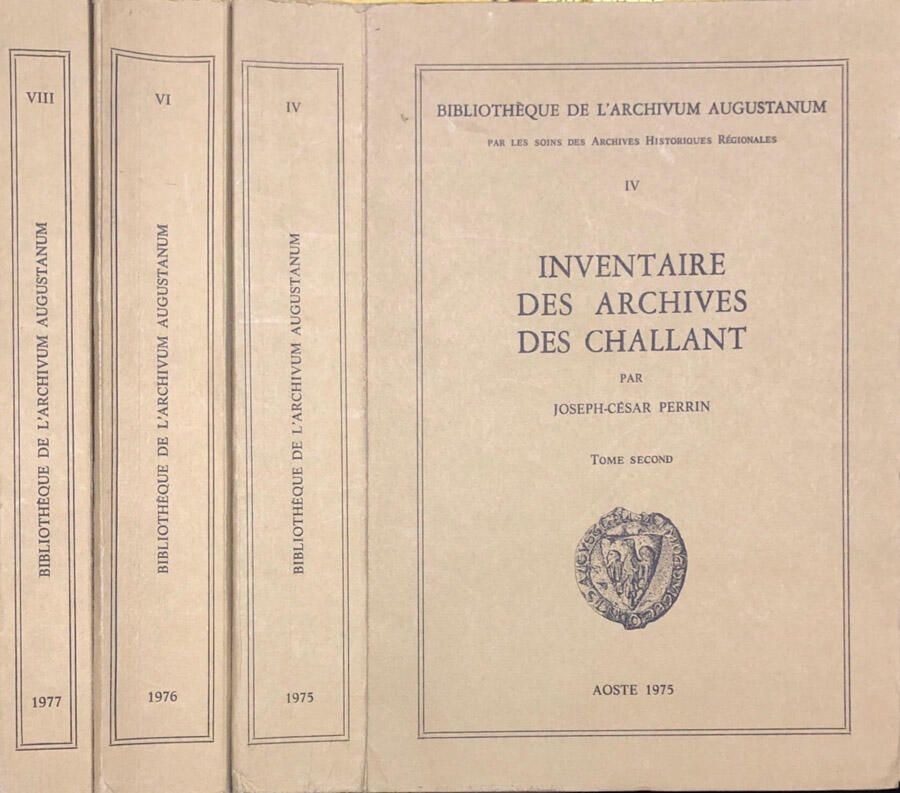 VIII
BIBLIOTHÈQUE DE L'ARCHIVUM AUGUSTANUM
1977
VI
BIBLIOTHÈQUE DE L'ARCHIVUM AUGUSTANUM
1976
IV
BIBLIOTHÈQUE DE L'ARCHIVUM AUGUSTANUM
1975
BIBLIOTHÈQUE DE L'ARCHIVUM AUGUSTANUM
PAR LES SOINS DES ARCHIVES HISTORIQUES RÉGIONALES
IV
INVENTAIRE
DES ARCHIVES
DES CHALLANT
PAR
JOSEPH-CÉSAR PERRIN
TOME SECOND
AOSTE 1975